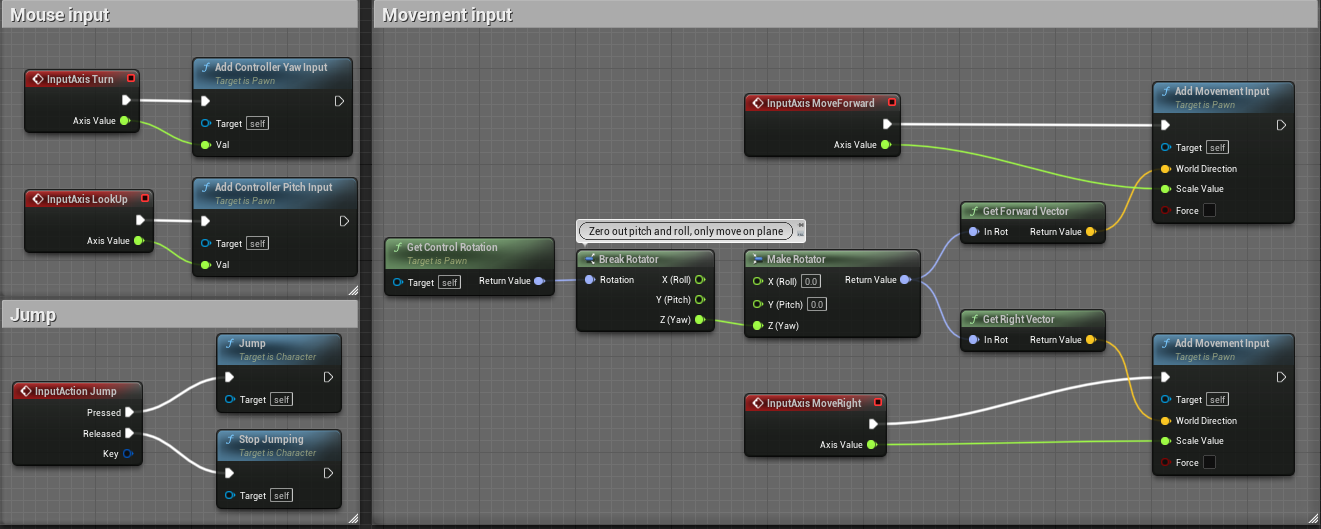 Mouse input
InputAxis Turn
Axis Value
Add Controller Yaw Input
Target is Pawn
Target self
Val
InputAxis LookUp
Axis Value
Add Controller Pitch Input
Target is Pawn
Target self
Val
Jump
InputAction Jump
Pressed
Released
Key
Jump
Target is Character
Target self
Stop Jumping
Target is Character
Target self
Movement input
Get Control Rotation
Target is Pawn
Target self Return Value
Zero out pitch and roll, only move on plane
Break Rotator
Rotation X (Roll)
Y (Pitch)
Z (Yaw)
Make Rotator
X (Roll) 0.0 Return Value
Y (Pitch) 0.0
Z (Yaw)
InputAxis MoveForward
Axis Value
Get Forward Vector
In Rot Return Value
Add Movement Input
Target is Pawn
Target self
World Direction
Scale Value
Force
Get Right Vector
In Rot Return Value
InputAxis MoveRight
Axis Value
Add Movement Input
Target is Pawn
Target self
World Direction
Scale Value
Force